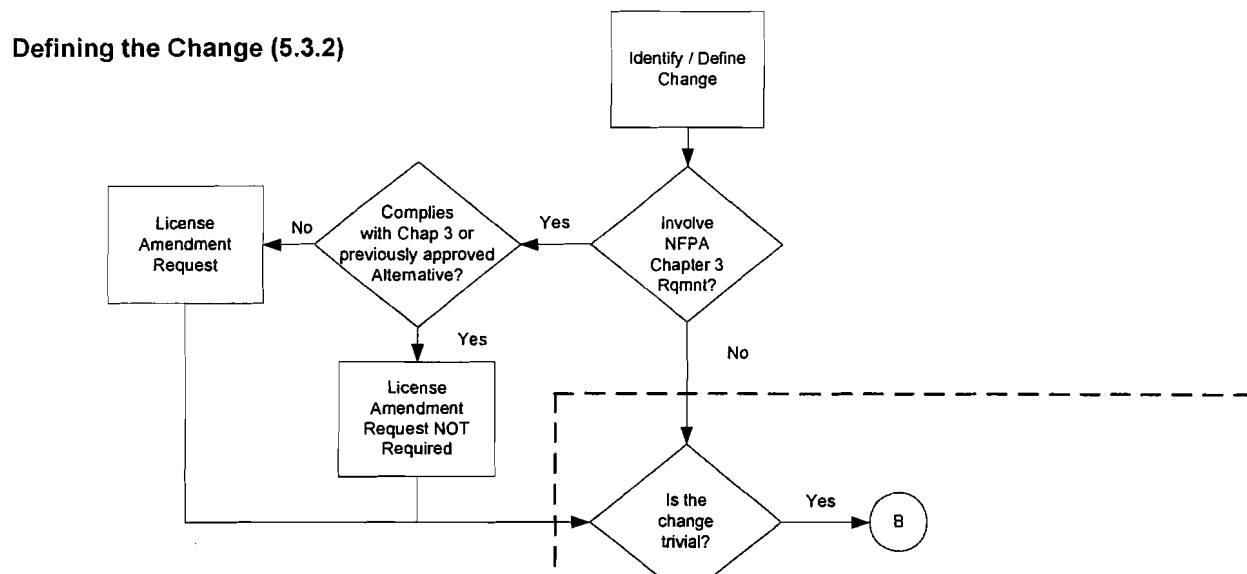 Defining the Change (5.3.2)
Identify / Define
Change
Involve
NFPA
Chapter 3
Rqmnt?
Yes
Complies
with Chap 3 or
previously approved
Alternative?
No
License
Amendment
Request
Yes
License
Amendment
Request NOT
Required
No
Is the
change
trivial?
Yes
B